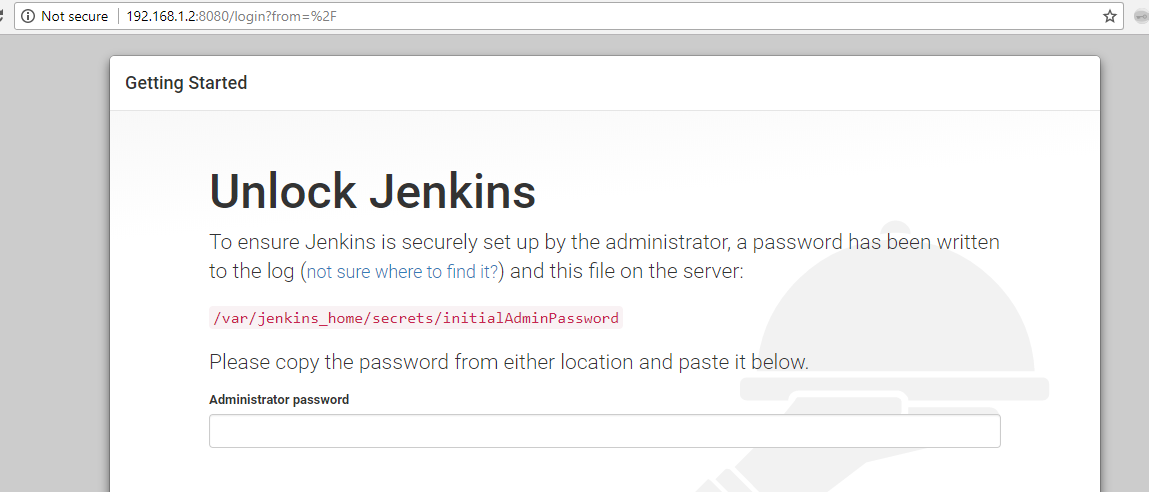 Not secure 192.168.1.2:8080/login?from=%2F
Getting Started
Unlock Jenkins
To ensure Jenkins is securely set up by the administrator, a password has been written
to the log (not sure where to find it?) and this file on the server:
/var/jenkins_home/secrets/initialAdminPassword
Please copy the password from either location and paste it below.
Administrator password